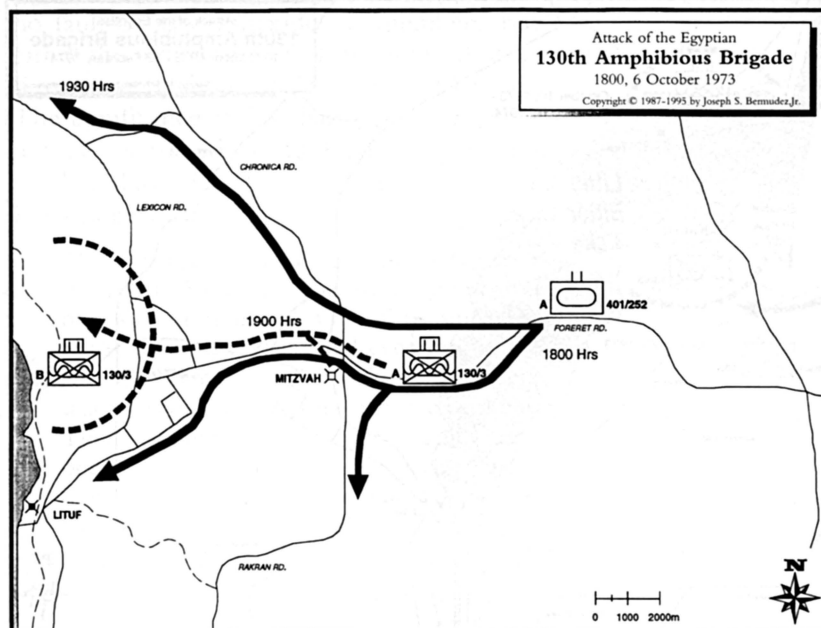 Attack of the Egyptian
130th Amphibious Brigade
1800, 6 October 1973
Copyright © 1987-1995 by Joseph S. Bermudez,Jr.
1930 Hrs
CHRONICA RD.
LEXICON RD.
A
401/252
FORERET RD.
1900 Hrs
1800 Hrs
B
130/3
MITZVAH
A
130/3
LITUF
RAKRAN RD.
N
0 1000 2000m